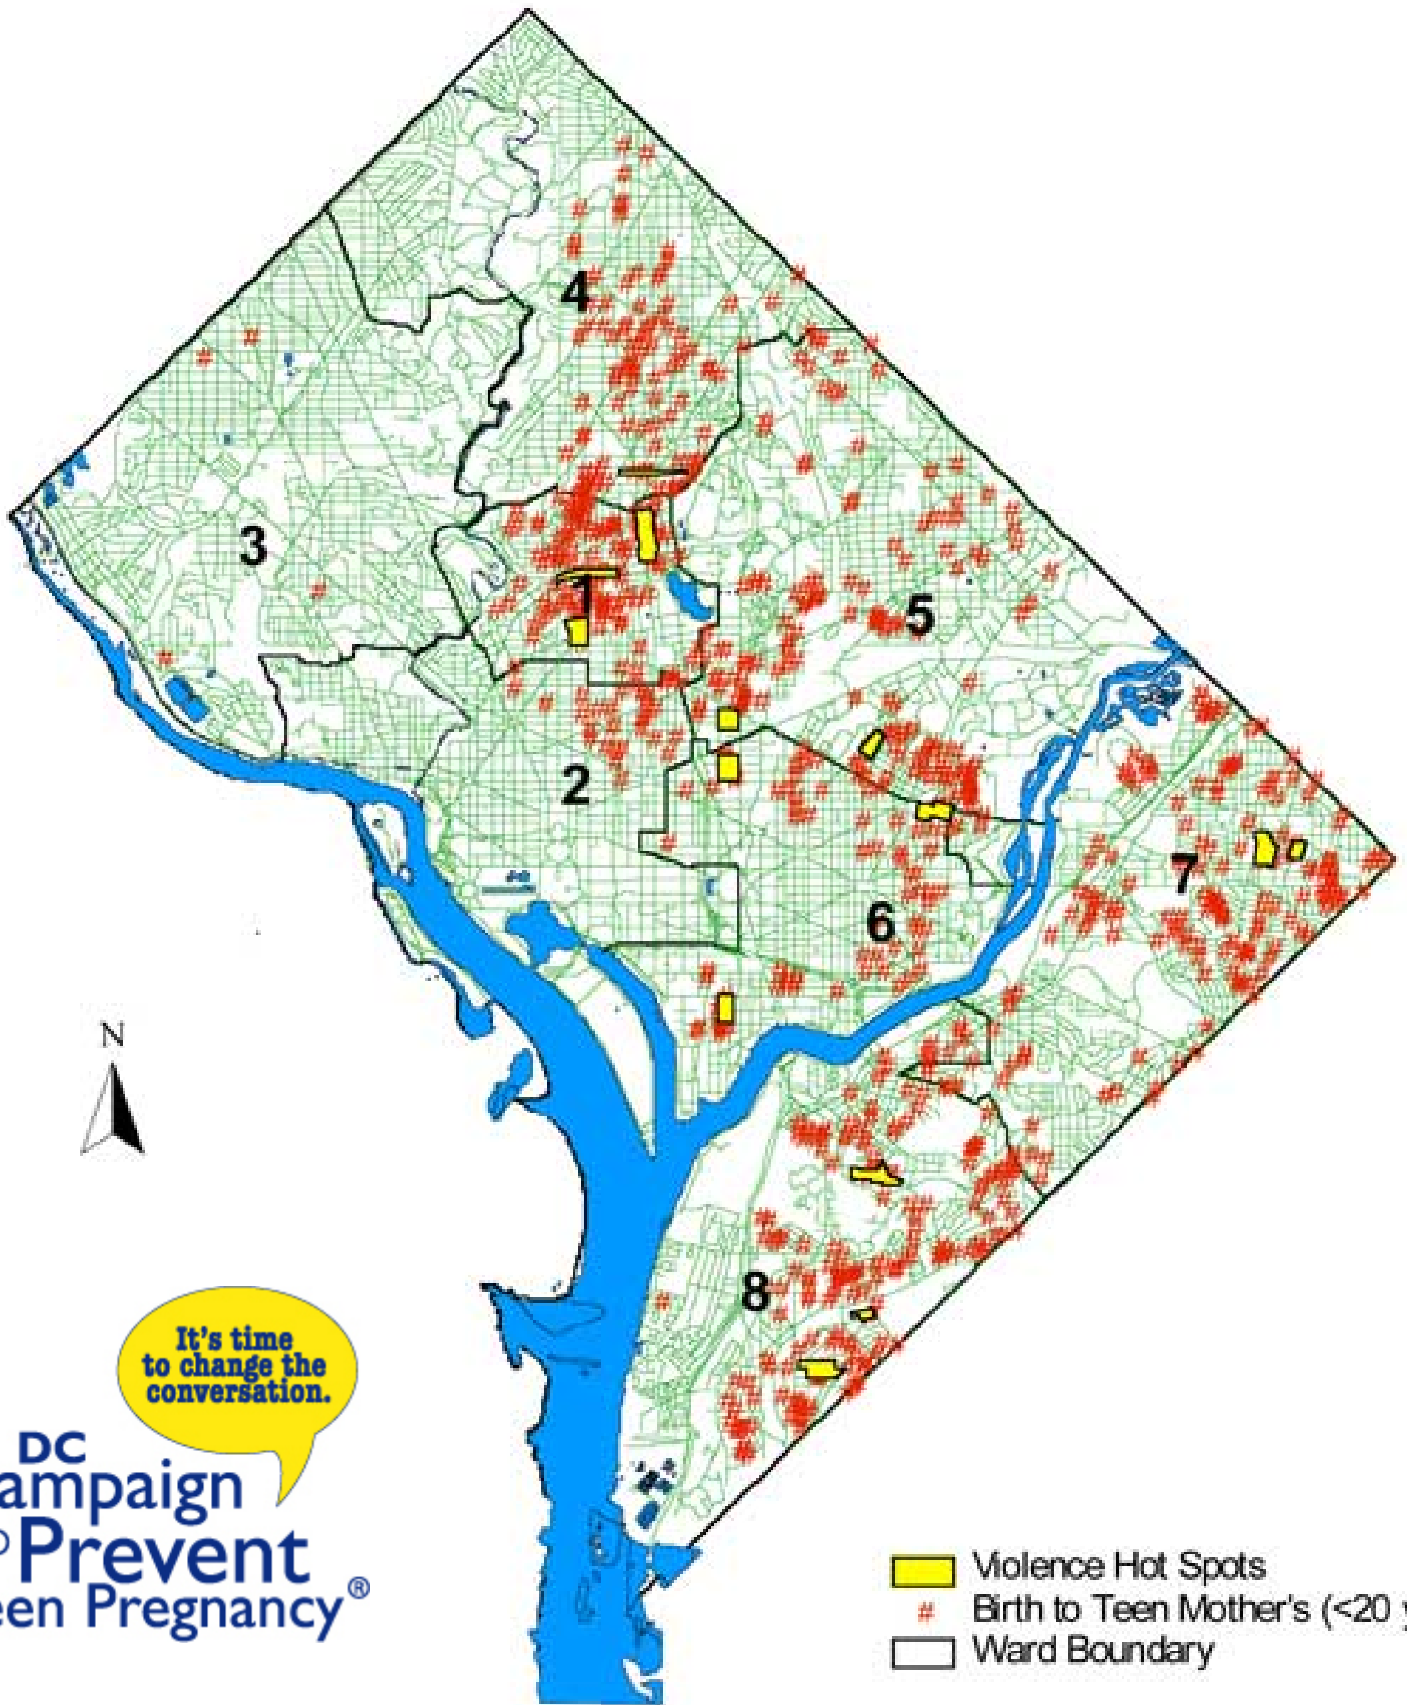 4
3
1
5
2
7
6
N
8
It's time
to change the
conversation.
DC
ampaign
Prevent
een Pregnancy®
Violence Hot Spots
# Birth to Teen Mother's (<20 y
Ward Boundary